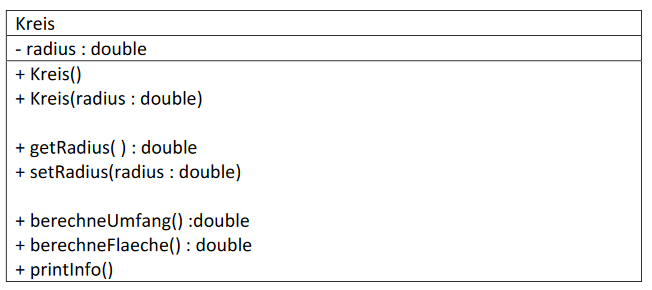 Kreis
- radius : double
+ Kreis()
+ Kreis(radius : double)
+ getRadius( ) : double
+ setRadius(radius : double)
+ berechneUmfang() :double
+ berechneFlaeche() : double
+ printInfo()